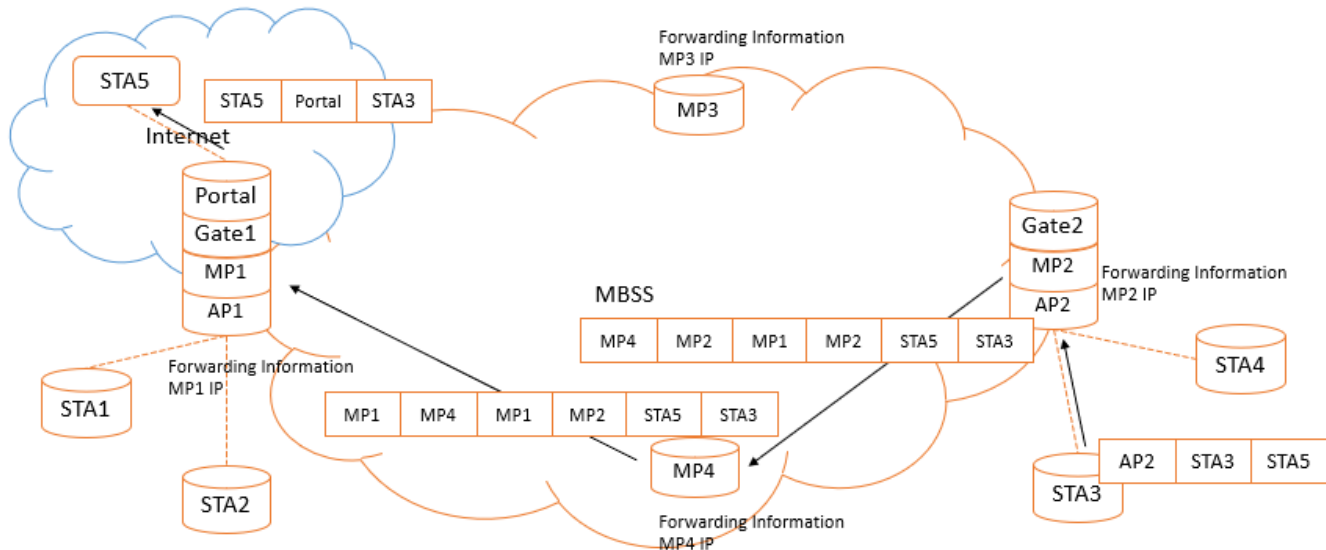 Forwarding Information
MP3 IP
STA5
STA5 Portal STA3
MP3
Internet
Portal
Gate1
MP1
AP1
Gate2
MP2
AP2
Forwarding Information
MP2 IP
MBSS
MP4 MP2 MP1 MP2 STA5 STA3
STA4
Forwarding Information
MP1 IP
STA1
MP1 MP4 MP1 MP2 STA5 STA3
MP4
STA2
AP2 STA3 STA5
STA3
Forwarding Information
MP4 IP